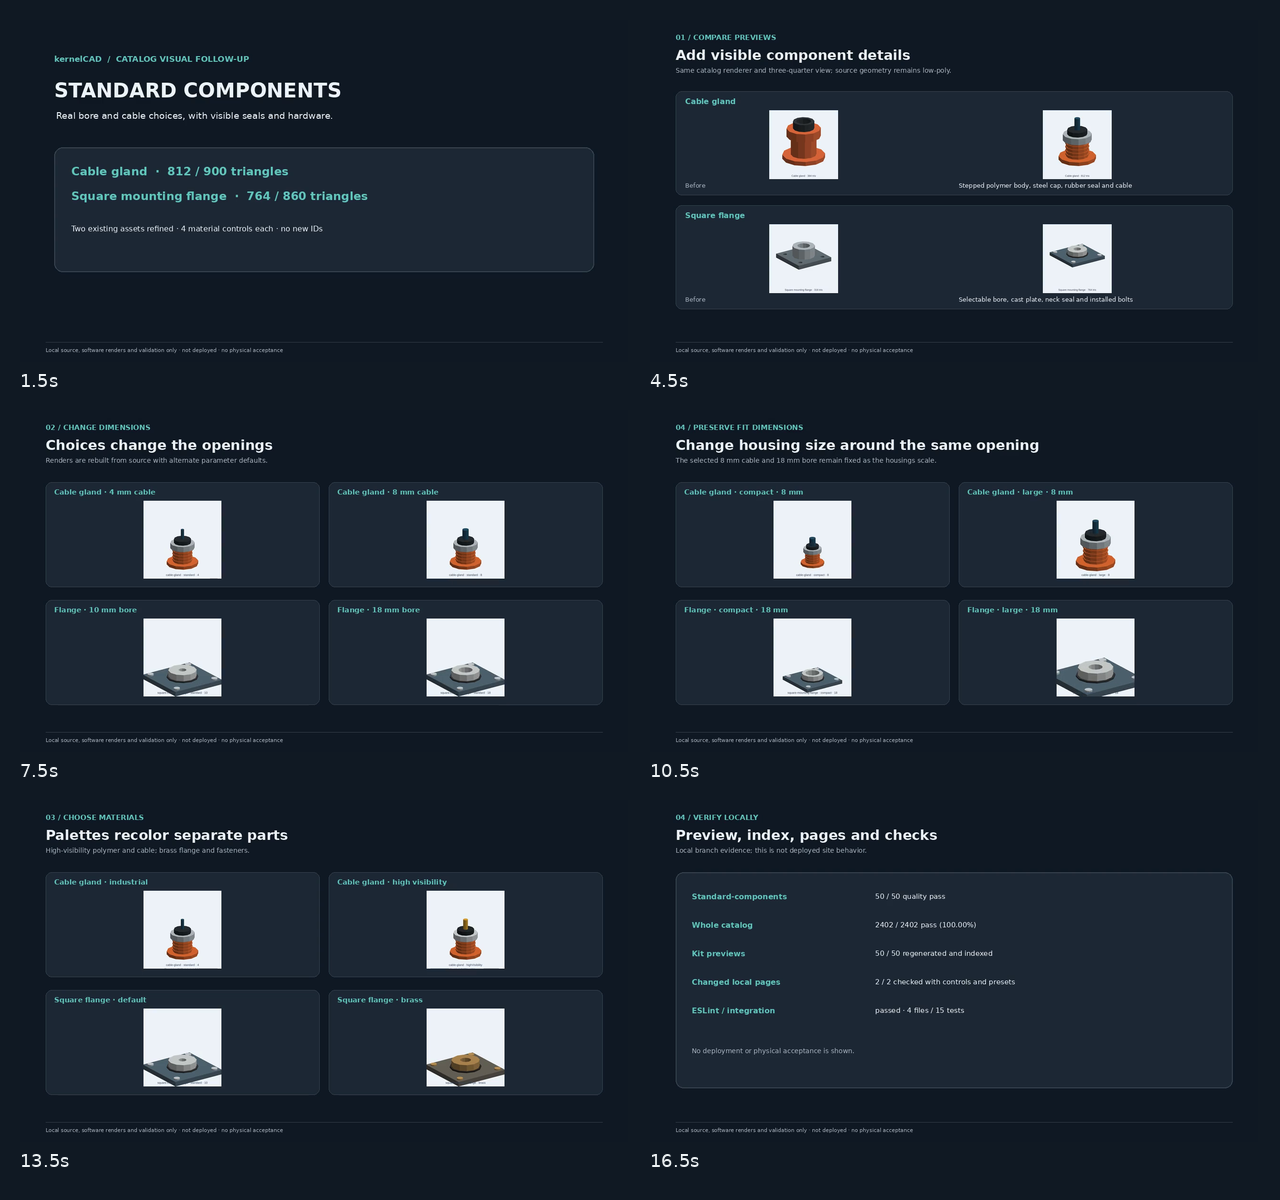 kernelCAD / CATALOG VISUAL FOLLOW-UP
STANDARD COMPONENTS
Real bore and cable choices, with visible seals and hardware.
Cable gland · 812 / 900 triangles
Square mounting flange · 764 / 860 triangles
Two existing assets refined · 4 material controls each · no new IDs
Local source, software renders and validation only · not deployed · no physical acceptance
1.5s
01 / COMPARE PREVIEWS
Add visible component details
Same catalog renderer and three-quarter view; source geometry remains low-poly.
Cable gland
Before
Stepped polymer body, steel cap, rubber seal and cable
Square flange
Before
Selectable bore, cast plate, neck seal and installed bolts
Local source, software renders and validation only · not deployed · no physical acceptance
4.5s
02 / CHANGE DIMENSIONS
Choices change the openings
Renders are rebuilt from source with alternate parameter defaults.
Cable gland · 4 mm cable
Cable gland · 8 mm cable
Flange · 10 mm bore
Flange · 18 mm bore
Local source, software renders and validation only · not deployed · no physical acceptance
7.5s
04 / PRESERVE FIT DIMENSIONS
Change housing size around the same opening
The selected 8 mm cable and 18 mm bore remain fixed as the housings scale.
Cable gland · compact · 8 mm
Cable gland · large · 8 mm
Flange · compact · 18 mm
Flange · large · 18 mm
Local source, software renders and validation only · not deployed · no physical acceptance
10.5s
03 / CHOOSE MATERIALS
Palettes recolor separate parts
High-visibility polymer and cable; brass flange and fasteners.
Cable gland · industrial
Cable gland · high visibility
Square flange · default
Square flange · brass
Local source, software renders and validation only · not deployed · no physical acceptance
13.5s
04 / VERIFY LOCALLY
Preview, index, pages and checks
Local branch evidence; this is not deployed site behavior.
Standard-components 50 / 50 quality pass
Whole catalog 2402 / 2402 pass (100.00%)
Kit previews 50 / 50 regenerated and indexed
Changed local pages 2 / 2 checked with controls and presets
ESLint / integration passed · 4 files / 15 tests
No deployment or physical acceptance is shown.
Local source, software renders and validation only · not deployed · no physical acceptance
16.5s